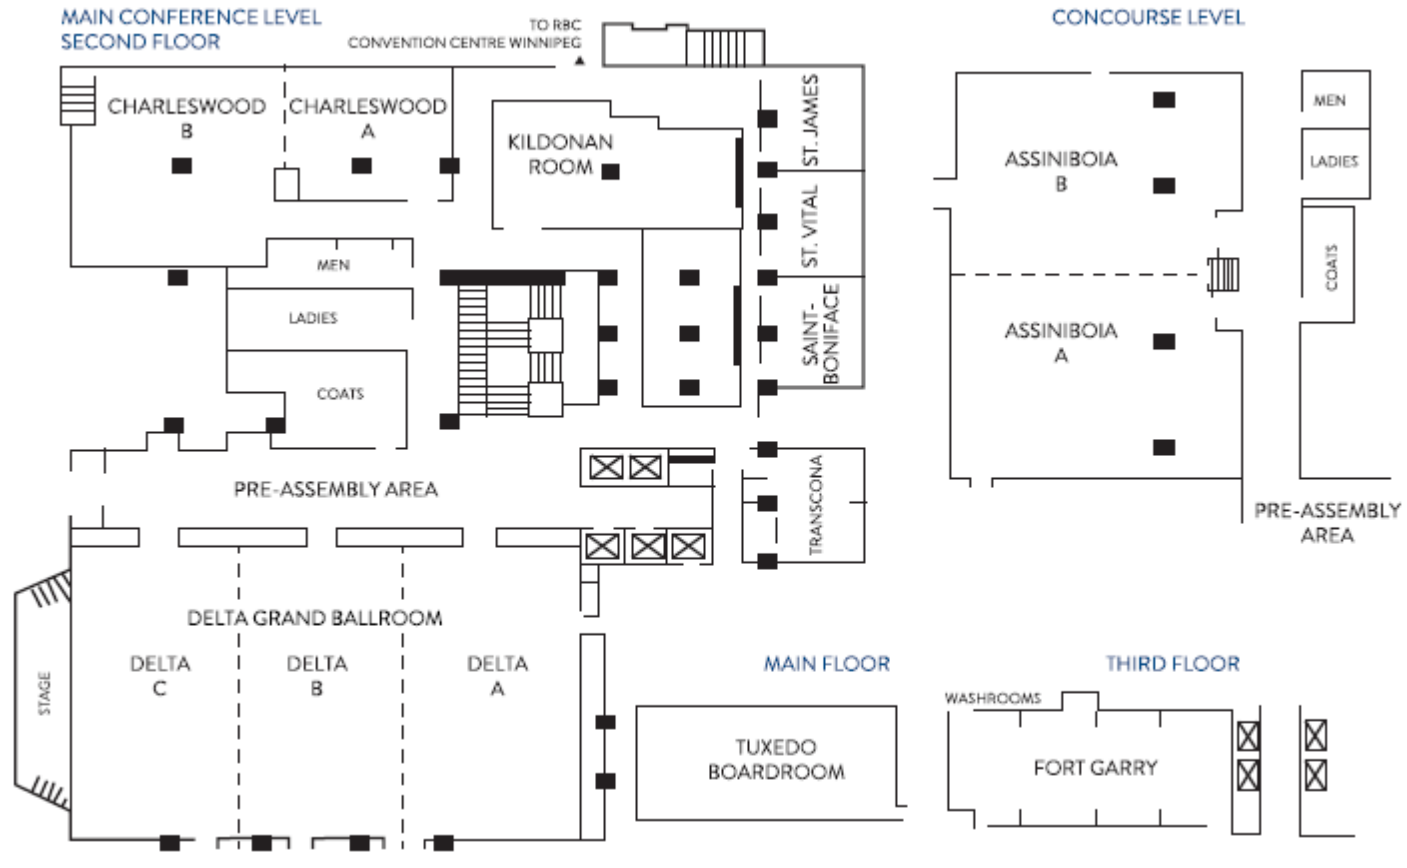 MAIN CONFERENCE LEVEL
SECOND FLOOR
TO RBC
CONVENTION CENTRE WINNIPEG
CHARLESWOOD
B
CHARLESWOOD
A
KILDONAN
ROOM
ST. JAMES
ST. VITAL
SAINT-
BONIFACE
MEN
LADIES
COATS
PRE-ASSEMBLY AREA
TRANSCONA
DELTA GRAND BALLROOM
DELTA
C
DELTA
B
DELTA
A
STAGE
CONCOURSE LEVEL
ASSINIBOIA
B
ASSINIBOIA
A
MEN
LADIES
COATS
PRE-ASSEMBLY
AREA
MAIN FLOOR
TUXEDO
BOARDROOM
THIRD FLOOR
WASHROOMS
FORT GARRY